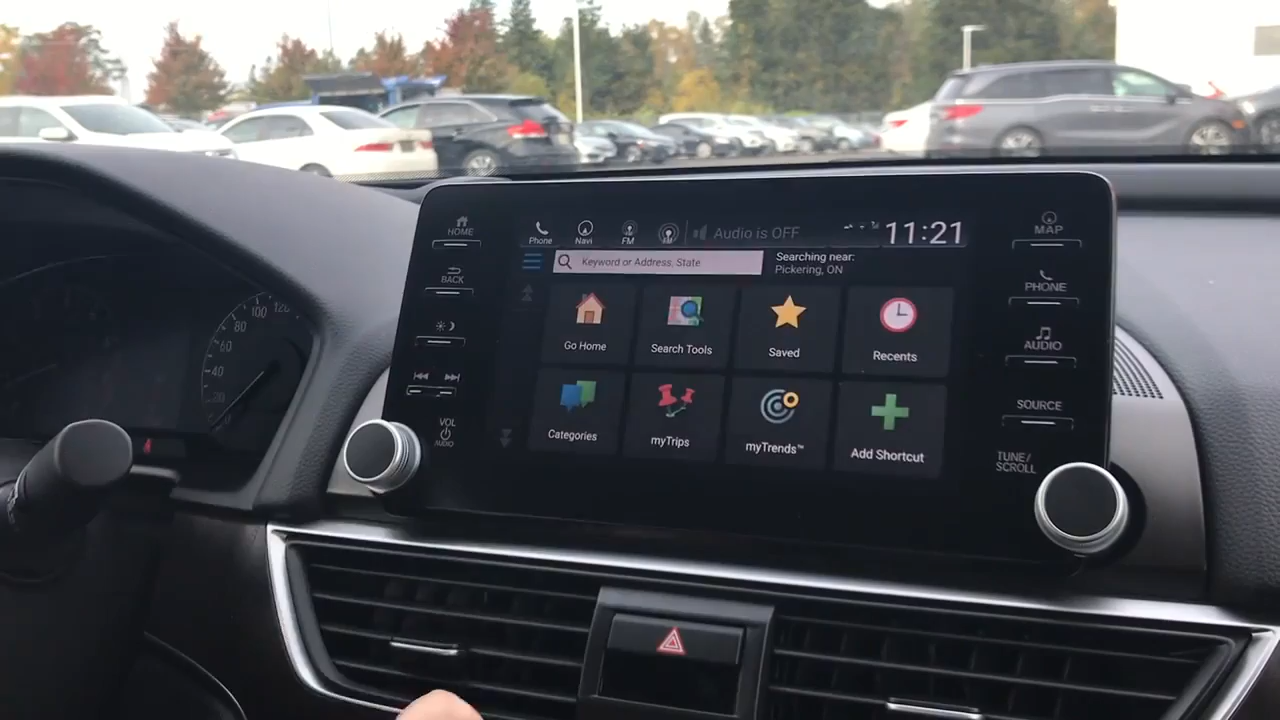 HOME
BACK
VOL
AUDIO
Phone
Navi
FM
Audio is OFF
11:21
Keyword or Address, State
Searching near:
Pickering, ON
Go Home
Search Tools
Saved
Recents
Categories
myTrips
myTrends™
Add Shortcut
MAP
PHONE
AUDIO
SOURCE
TUNE/
SCROLL
40
60
80
100
120